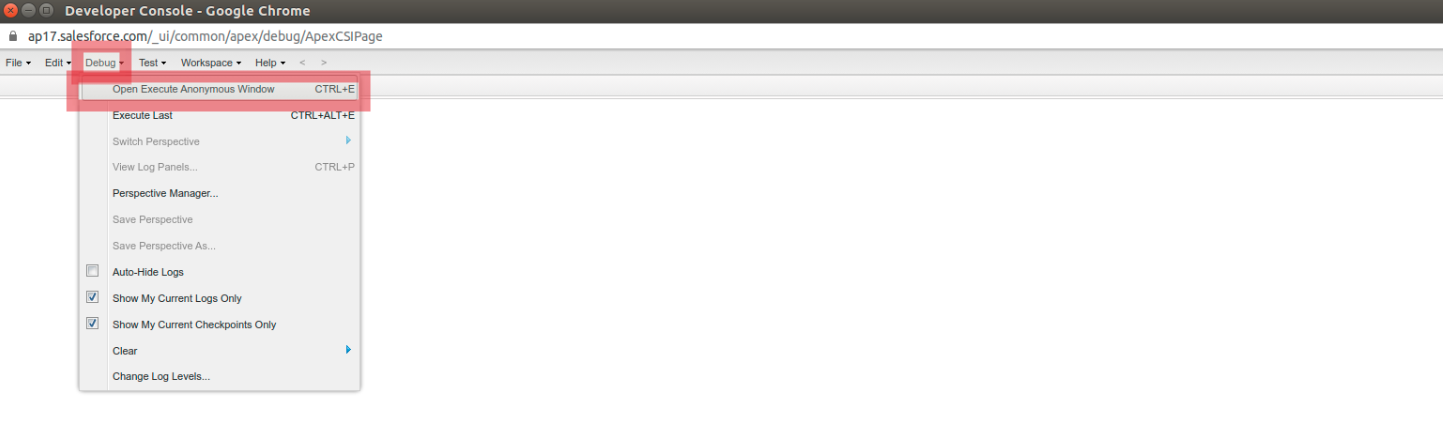 Developer Console - Google Chrome
ap17.salesforce.com/_ui/common/apex/debug/ApexCSIPage
File Edit Debug Test Workspace Help < >
Open Execute Anonymous Window CTRL+E
Execute Last CTRL+ALT+E
Switch Perspective
View Log Panels... CTRL+P
Perspective Manager...
Save Perspective
Save Perspective As...
Auto-Hide Logs
Show My Current Logs Only
Show My Current Checkpoints Only
Clear
Change Log Levels...